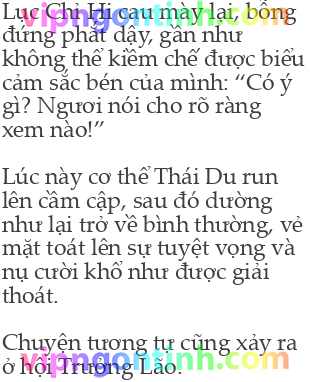 Lục Chi Hi cau mày lại, bỗng
vipngontinh.com
đứng phắt dậy, gần như
không thể kiềm chế được biểu
cảm sắc bén của mình: “Có ý
gì? Ngươi nói cho rõ ràng
xem nào!”
Lúc này cơ thể Thái Du run
lên cầm cập, sau đó dường
như lại trở về bình thường, vẻ
mặt toát lên sự tuyệt vọng và
nụ cười khổ như được giải
thoát.
Chuyện tương tự cũng xảy ra
ở hội Trưởng Lão.
vipngontinh.com